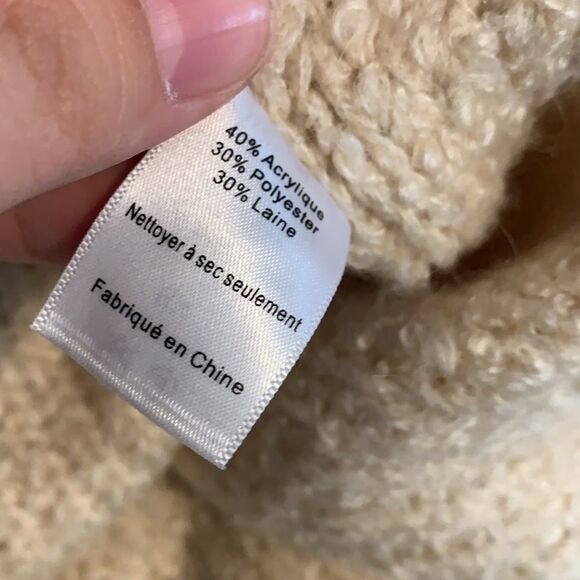 40% Acrylique
30% Polyester
30% Laine
Nettoyer à sec seulement
Fabriqué en Chine